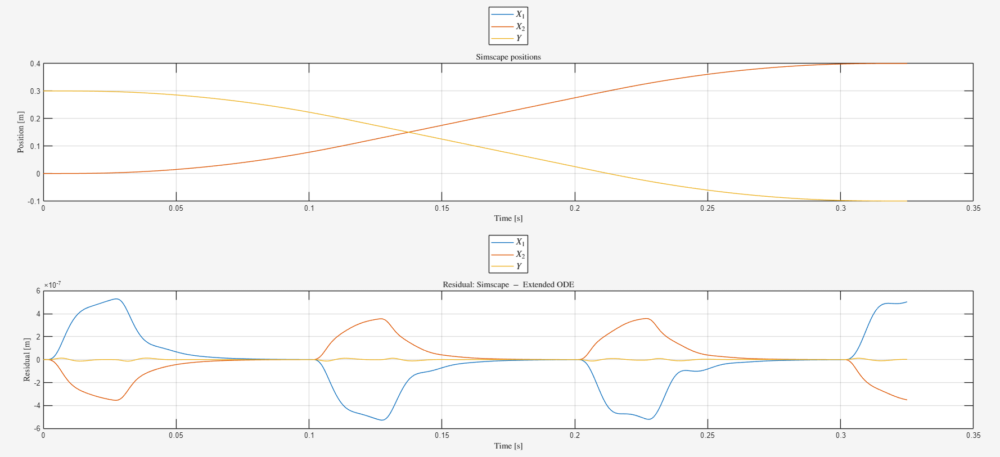 X₁
X₂
Y
Simscape positions
0.4
0.3
0.2
0.1
0
-0.1
Position [m]
0 0.05 0.1 0.15 0.2 0.25 0.3 0.35
Time [s]
X₁
X₂
Y
×10⁻⁷
Residual: Simscape − Extended ODE
6
4
2
0
-2
-4
-6
Residual [m]
0 0.05 0.1 0.15 0.2 0.25 0.3 0.35
Time [s]